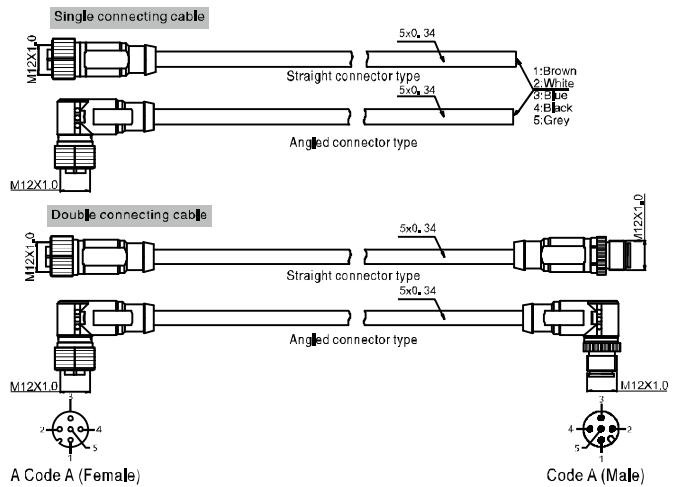 Single connecting cable
5x0.34
M12X1.0
Straight connector type
1:Brown
2:White
3:Blue
4:Black
5:Grey
5x0.34
Angled connector type
M12X1.0
Double connecting cable
5x0.34
M12X1.0
M12X1.0
Straight connector type
5x0.34
Angled connector type
M12X1.0
M12X1.0
3
3
2
4
4
2
5
5
1
1
A Code A (Female)
Code A (Male)